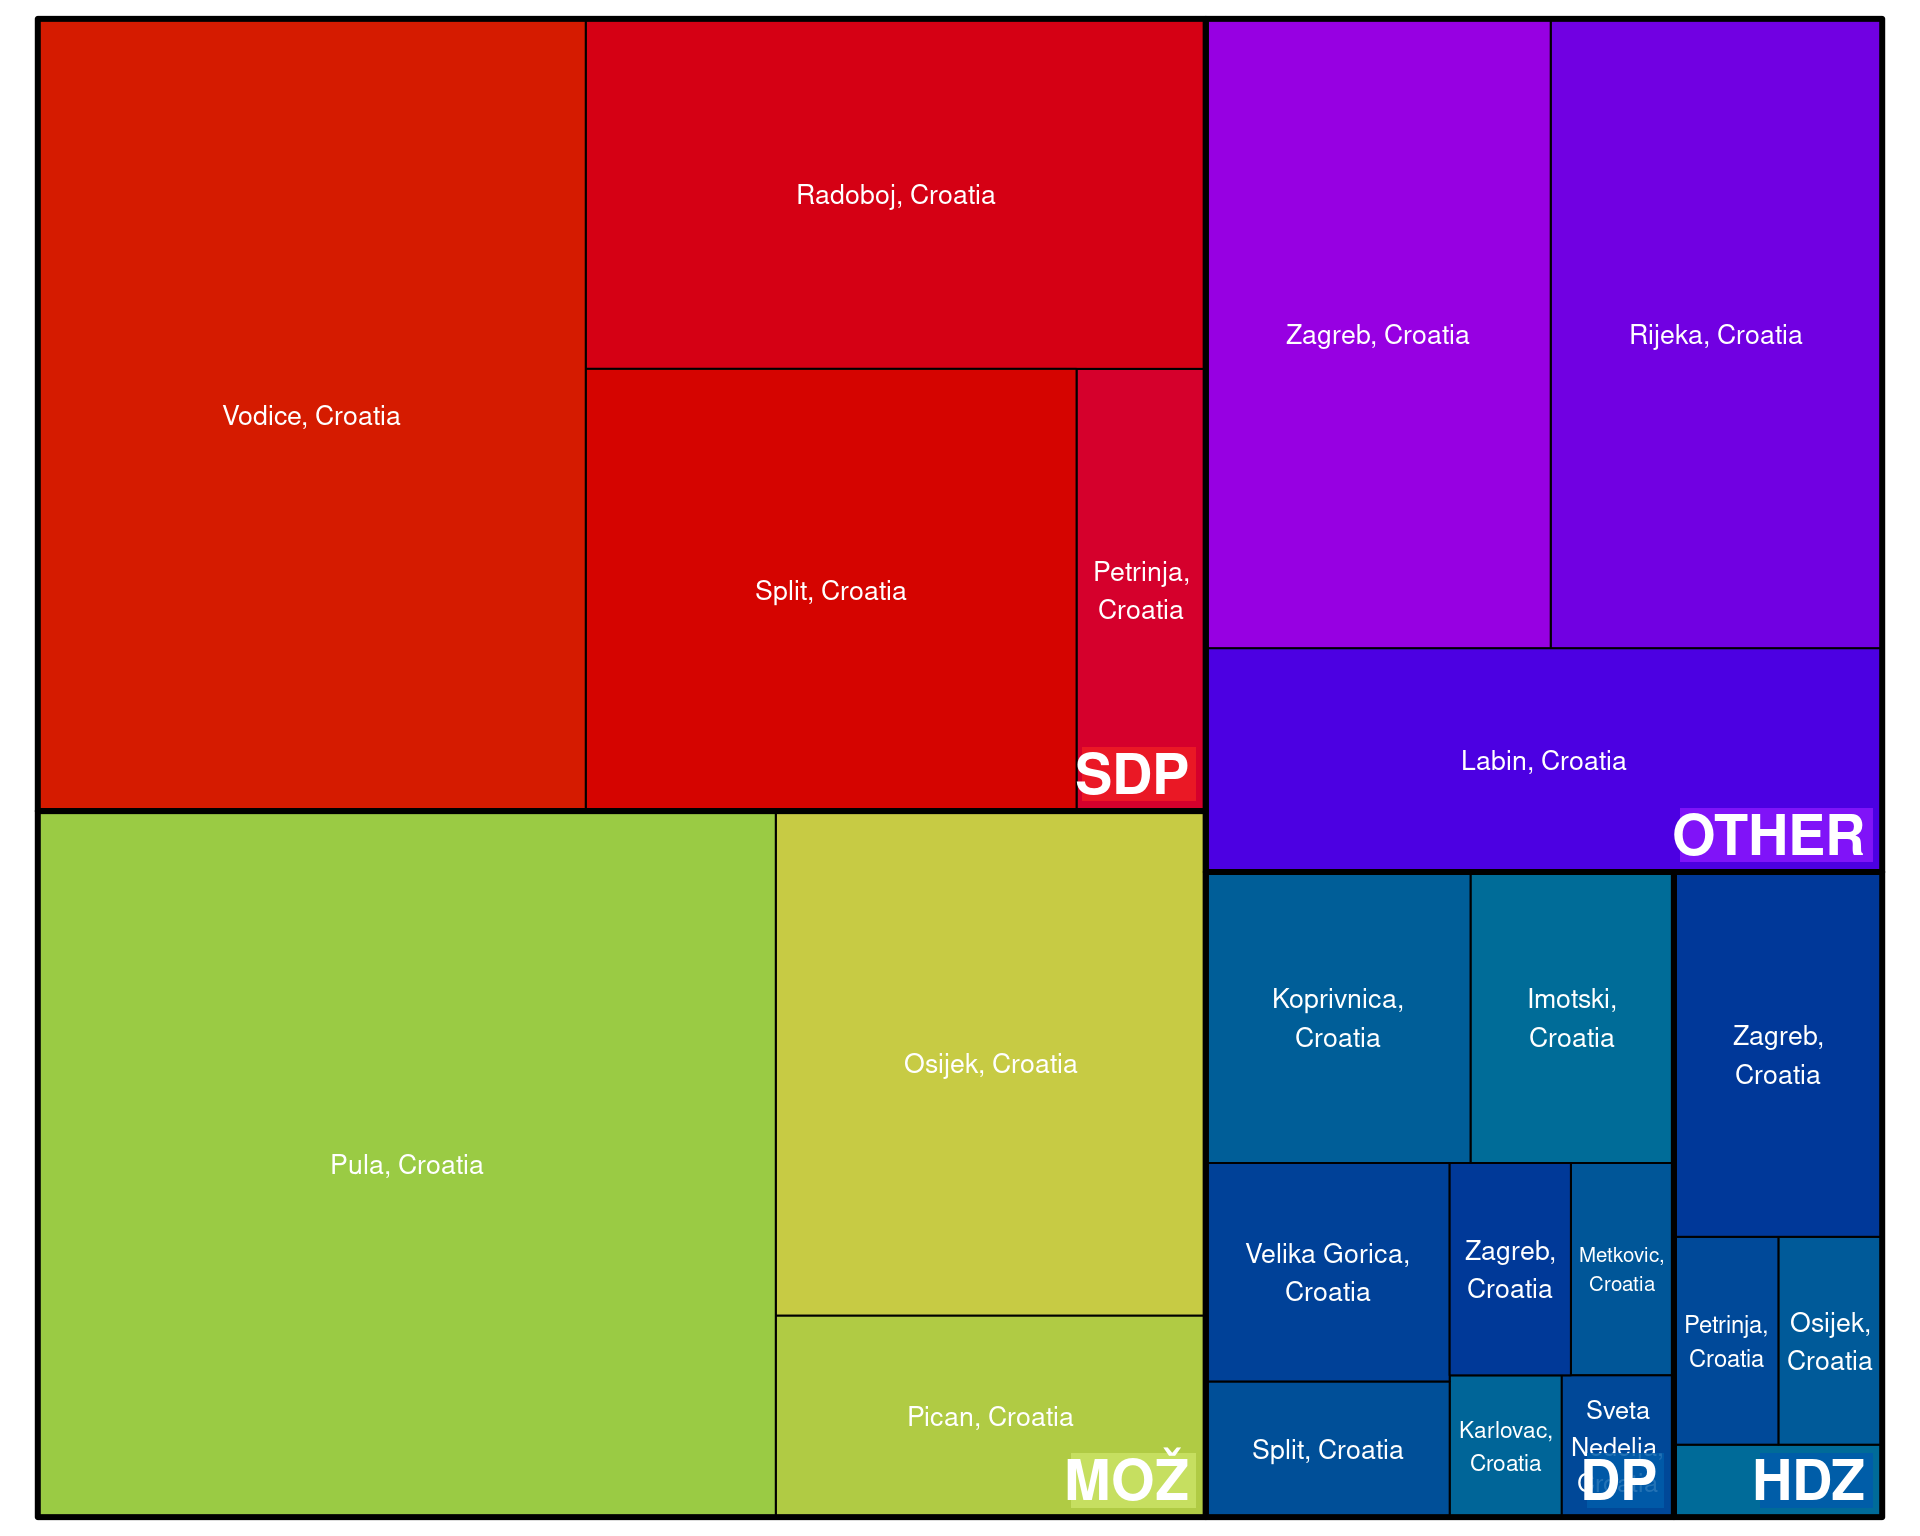 Vodice, Croatia
Radoboj, Croatia
Split, Croatia
Petrinja,
Croatia
SDP
Zagreb, Croatia
Rijeka, Croatia
Labin, Croatia
OTHER
Pula, Croatia
Osijek, Croatia
Pican, Croatia
MOŽ
Koprivnica,
Croatia
Imotski,
Croatia
Velika Gorica,
Croatia
Zagreb,
Croatia
Metkovic,
Croatia
Split, Croatia
Karlovac,
Croatia
Sveta
Nedelja,
Croatia
DP
Zagreb,
Croatia
Petrinja,
Croatia
Osijek,
Croatia
HDZ